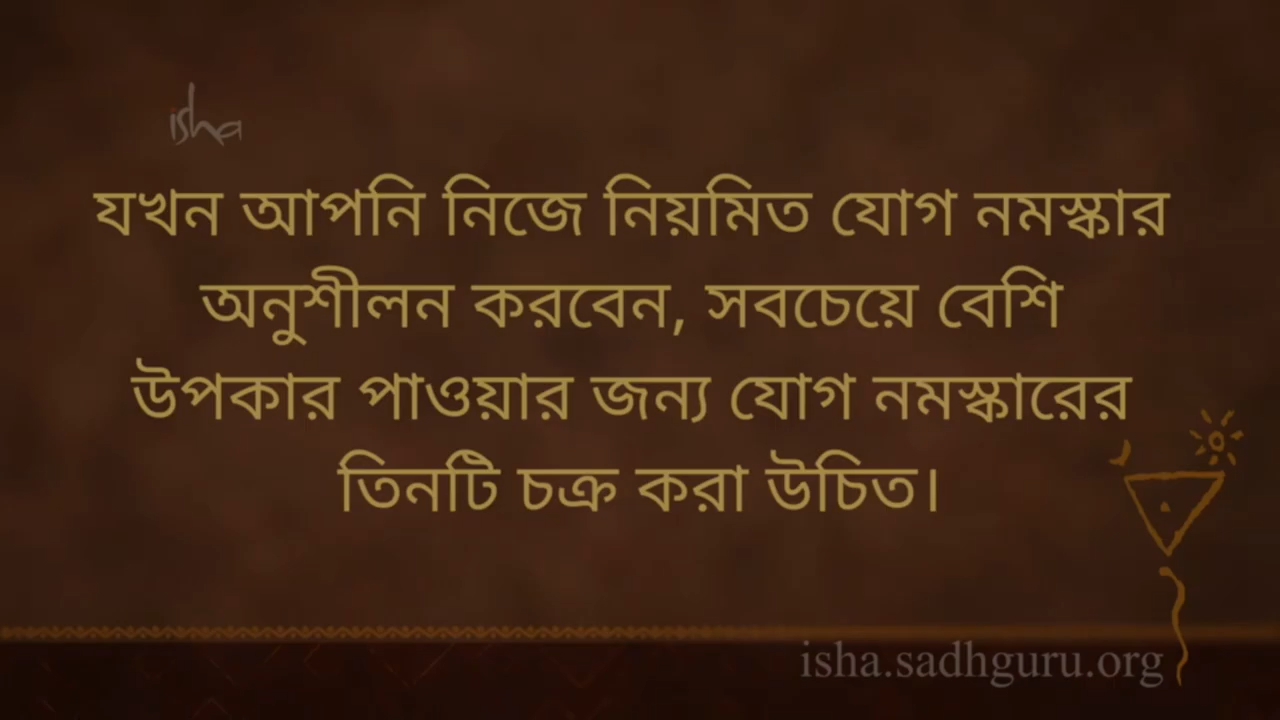 isha
যখন আপনি নিজে নিয়মিত যোগ নমস্কার
অনুশীলন করবেন, সবচেয়ে বেশি
উপকার পাওয়ার জন্য যোগ নমস্কারের
তিনটি চক্র করা উচিত।
isha.sadhguru.org